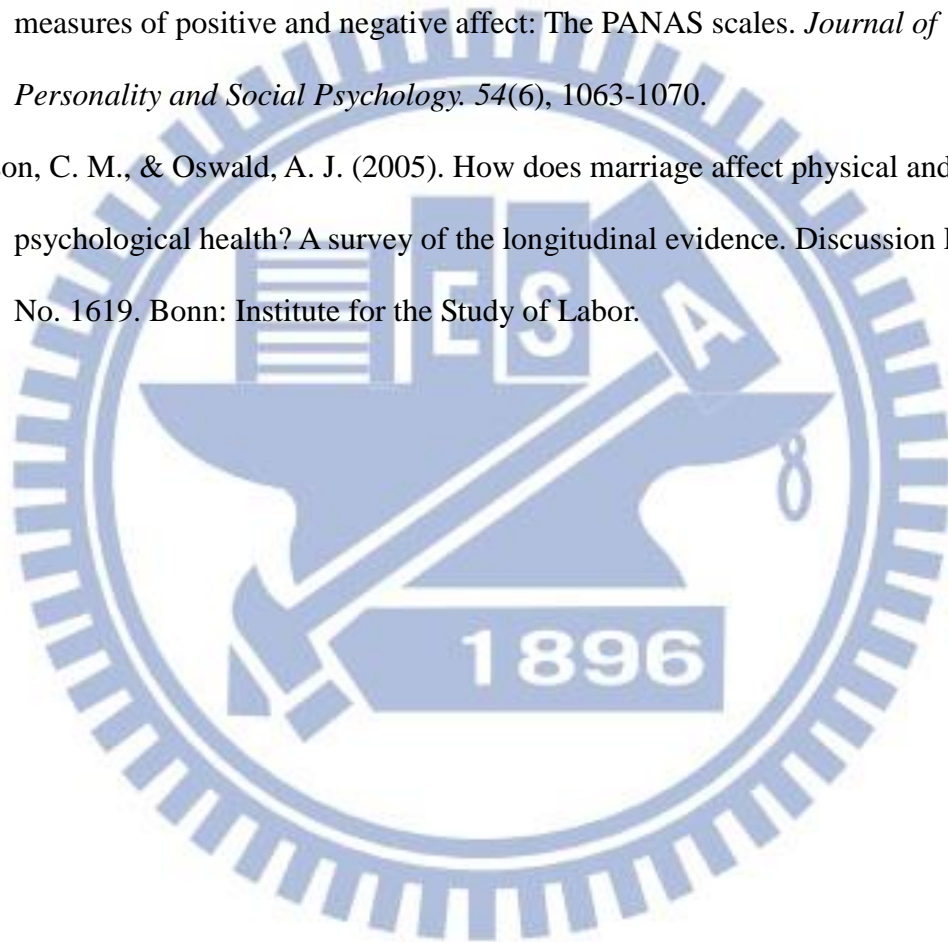 measures of positive and negative affect: The PANAS scales. Journal of
Personality and Social Psychology. 54(6), 1063-1070.
on, C. M., & Oswald, A. J. (2005). How does marriage affect physical and
psychological health? A survey of the longitudinal evidence. Discussion
No. 1619. Bonn: Institute for the Study of Labor.
E S A
1896